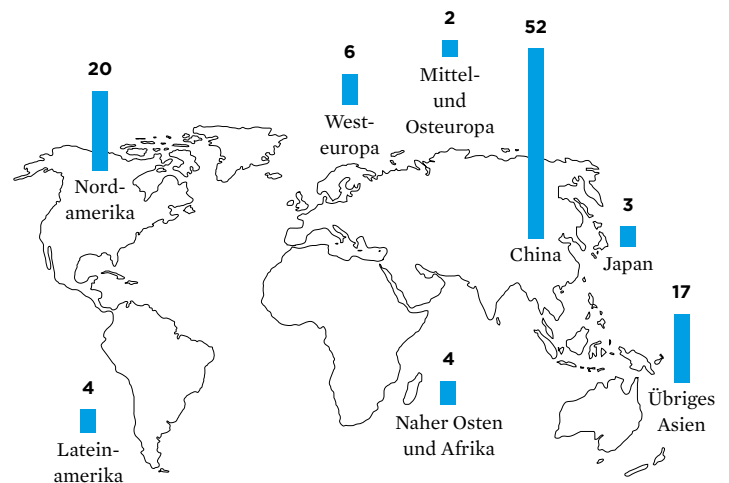 20
Nord-
amerika
6
West-
europa
2
Mittel-
und
Osteuropa
52
China
3
Japan
17
Übriges
Asien
4
Latein-
amerika
4
Naher Osten
und Afrika